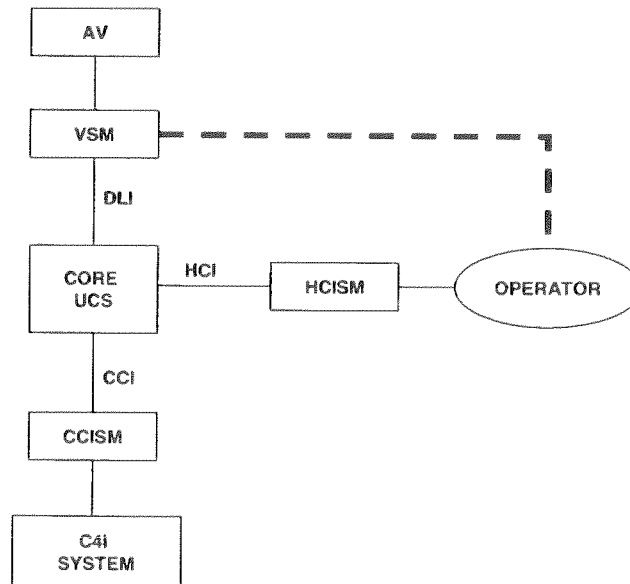 AV
VSM
DLI
CORE
UCS
HCI
HCISM
OPERATOR
CCI
CCISM
C4i
SYSTEM